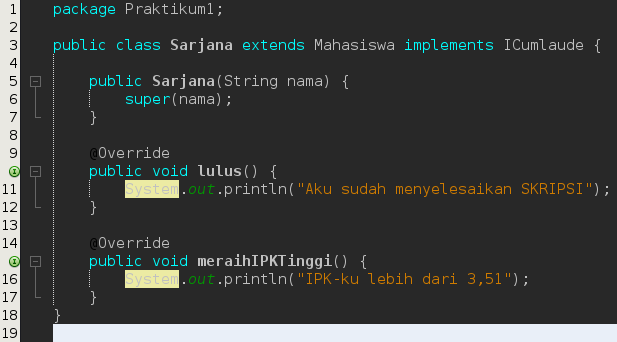 1 package Praktikum1;
2
3 public class Sarjana extends Mahasiswa implements ICumlaude {
4
5 public Sarjana(String nama) {
6 super(nama);
7 }
8
9 @Override
public void lulus() {
11 System.out.println("Aku sudah menyelesaikan SKRIPSI");
12 }
13
14 @Override
public void meraihIPKTinggi() {
16 System.out.println("IPK-ku lebih dari 3,51");
17 }
18 }
19